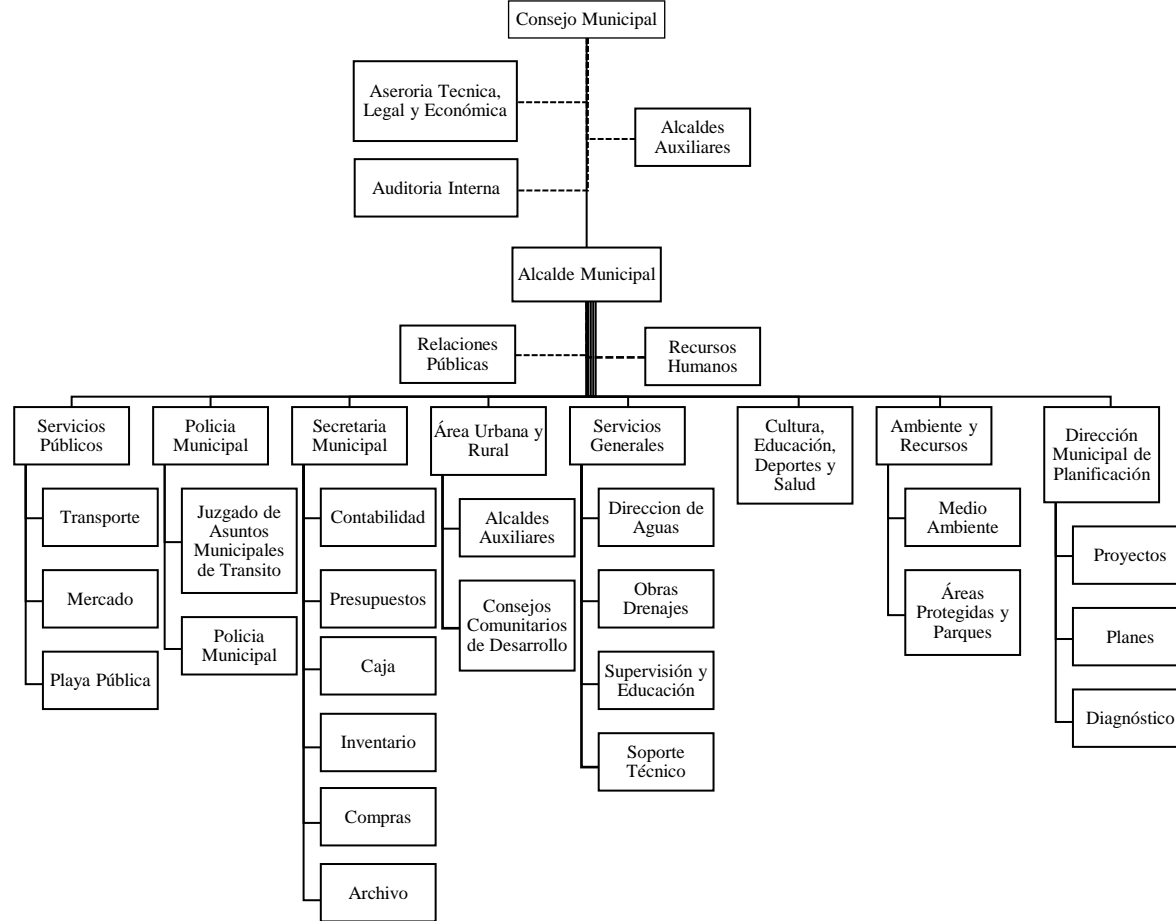 Consejo Municipal
Aseroria Tecnica,
Legal y Económica
Alcaldes
Auxiliares
Auditoria Interna
Alcalde Municipal
Relaciones
Públicas
Recursos
Humanos
Servicios
Públicos
Transporte
Mercado
Playa Pública
Policia
Municipal
Juzgado de
Asuntos
Municipales
de Transito
Policia
Municipal
Secretaria
Municipal
Contabilidad
Presupuestos
Caja
Inventario
Compras
Archivo
Área Urbana y
Rural
Alcaldes
Auxiliares
Consejos
Comunitarios
de Desarrollo
Servicios
Generales
Direccion de
Aguas
Obras
Drenajes
Supervisión y
Educación
Soporte
Técnico
Cultura,
Educación,
Deportes y
Salud
Ambiente y
Recursos
Medio
Ambiente
Áreas
Protegidas y
Parques
Dirección
Municipal de
Planificación
Proyectos
Planes
Diagnóstico